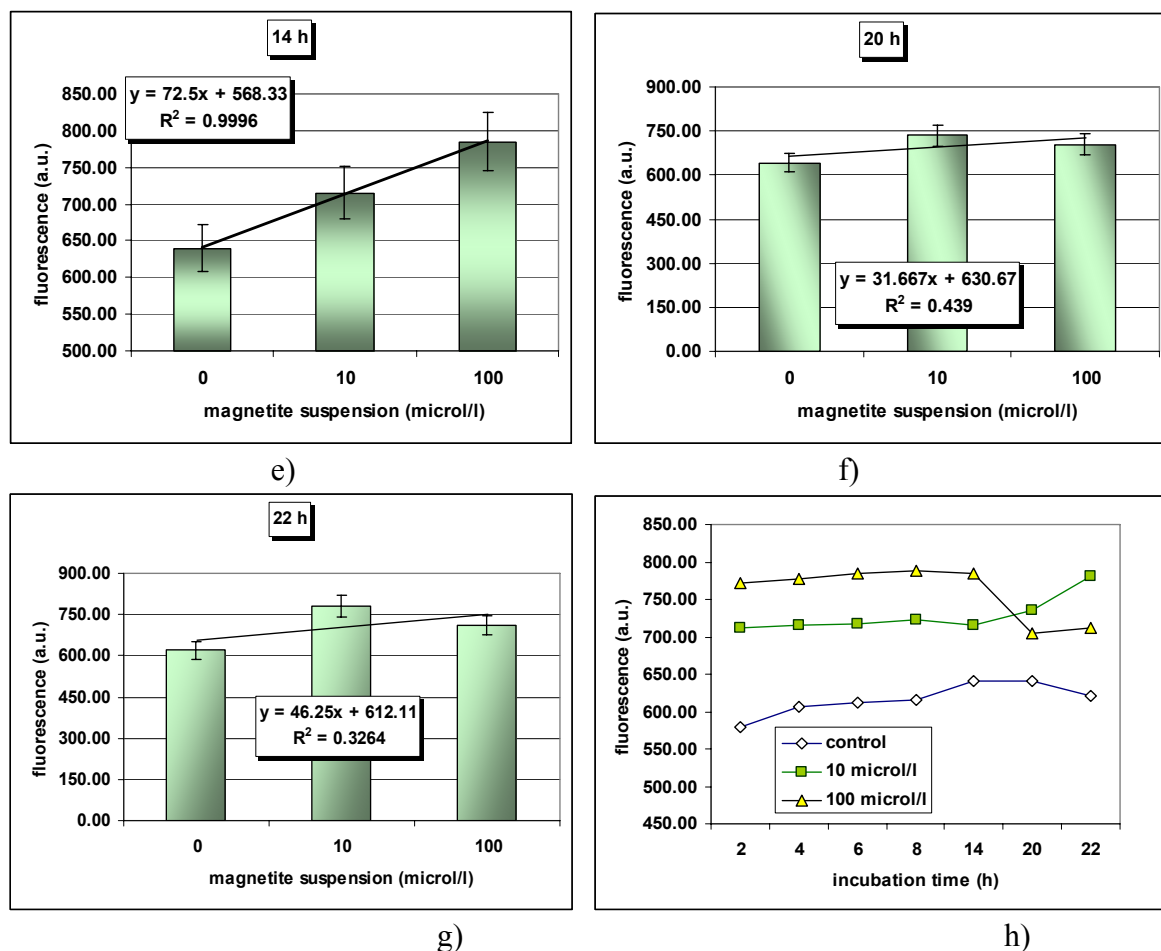 14 h
850.00
800.00
750.00
700.00
650.00
600.00
550.00
500.00
fluorescence (a.u.)
y = 72.5x + 568.33
R² = 0.9996
0 10 100
magnetite suspension (microl/l)
e)
20 h
900.00
750.00
600.00
450.00
300.00
150.00
0.00
fluorescence (a.u.)
y = 31.667x + 630.67
R² = 0.439
0 10 100
magnetite suspension (microl/l)
f)
22 h
900.00
750.00
600.00
450.00
300.00
150.00
0.00
fluorescence (a.u.)
y = 46.25x + 612.11
R² = 0.3264
0 10 100
magnetite suspension (microl/l)
g)
850.00
800.00
750.00
700.00
650.00
600.00
550.00
500.00
450.00
fluorescence (a.u.)
control
10 microl/l
100 microl/l
2 4 6 8 14 20 22
incubation time (h)
h)